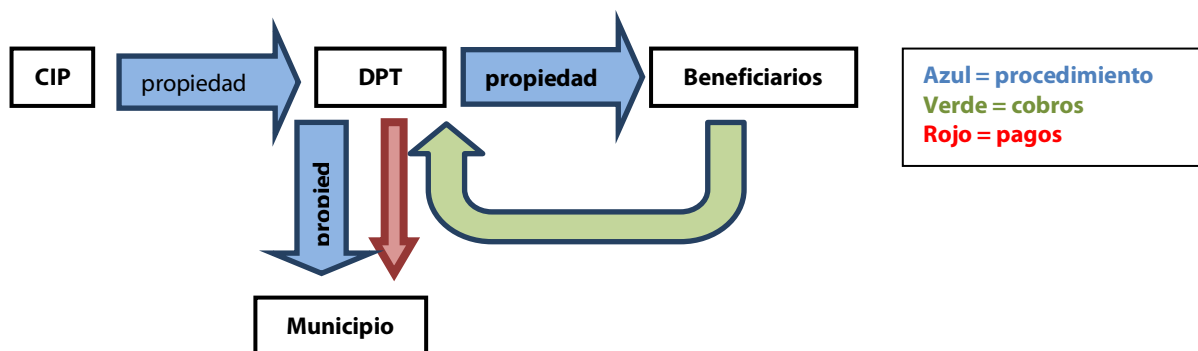 CIP
propiedad
DPT
propiedad
Beneficiarios
Azul = procedimiento
Verde = cobros
Rojo = pagos
propied
Municipio